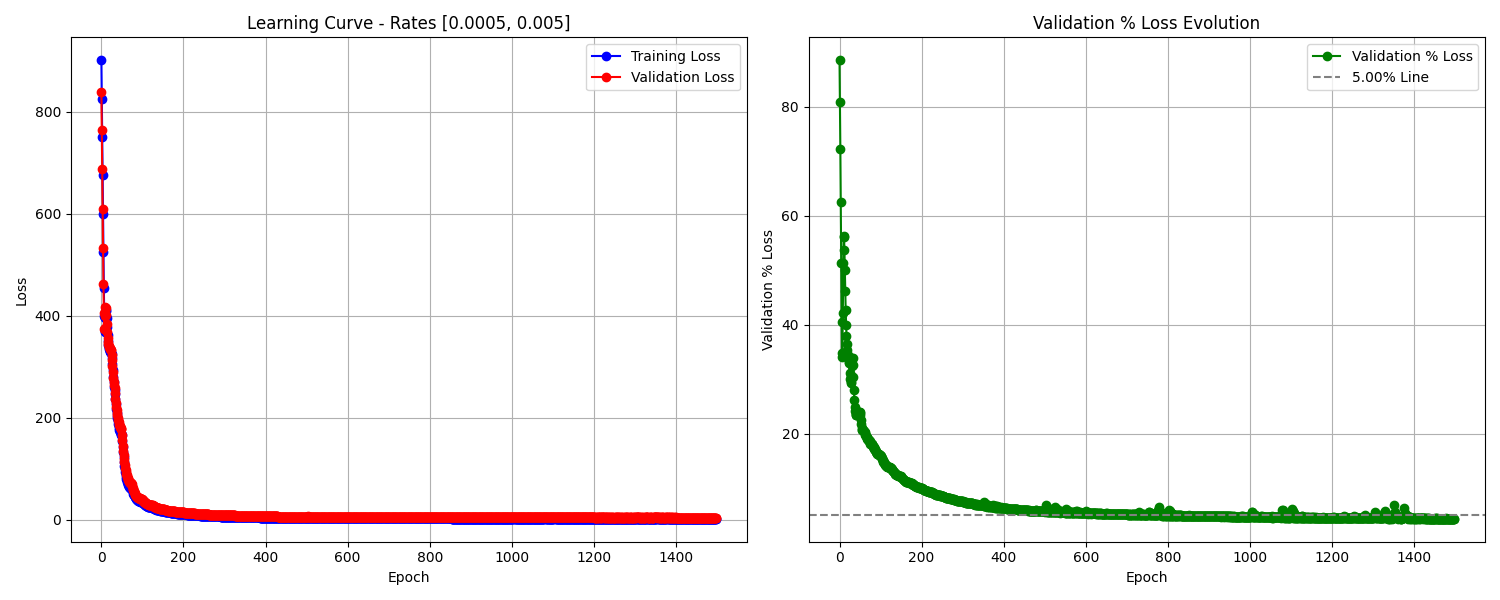 Learning Curve - Rates [0.0005, 0.005]
Loss
800
600
400
200
0
0 200 400 600 800 1000 1200 1400
Epoch
Training Loss
Validation Loss
Validation % Loss Evolution
Validation % Loss
80
60
40
20
0 200 400 600 800 1000 1200 1400
Epoch
Validation % Loss
5.00% Line